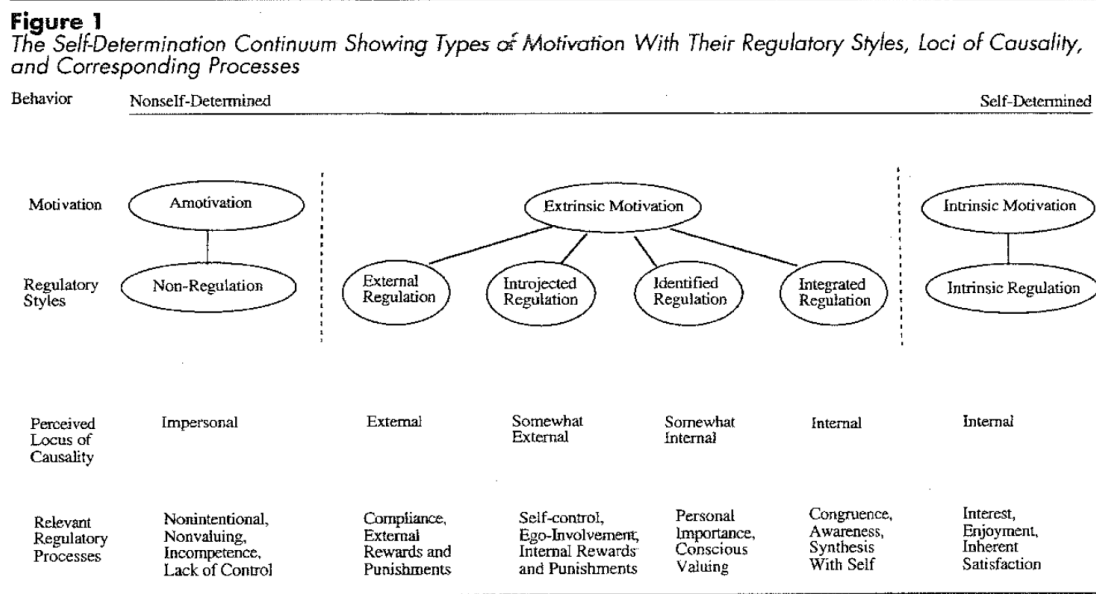 Figure 1
The Self-Determination Continuum Showing Types of Motivation With Their Regulatory Styles, Loci of Causality,
and Corresponding Processes
Behavior Nonself-Determined Self-Determined
Motivation Amotivation Extrinsic Motivation Intrinsic Motivation
Regulatory
Styles
Non-Regulation
External
Regulation
Introjected
Regulation
Identified
Regulation
Integrated
Regulation
Intrinsic Regulation
Perceived
Locus of
Causality
Impersonal
External
Somewhat
External
Somewhat
Internal
Internal
Internal
Relevant
Regulatory
Processes
Nonintentional,
Nonvaluing,
Incompetence,
Lack of Control
Compliance,
External
Rewards and
Punishments
Self-control,
Ego-Involvement,
Internal Rewards
and Punishments
Personal
Importance,
Conscious
Valuing
Congruence,
Awareness,
Synthesis
With Self
Interest,
Enjoyment,
Inherent
Satisfaction